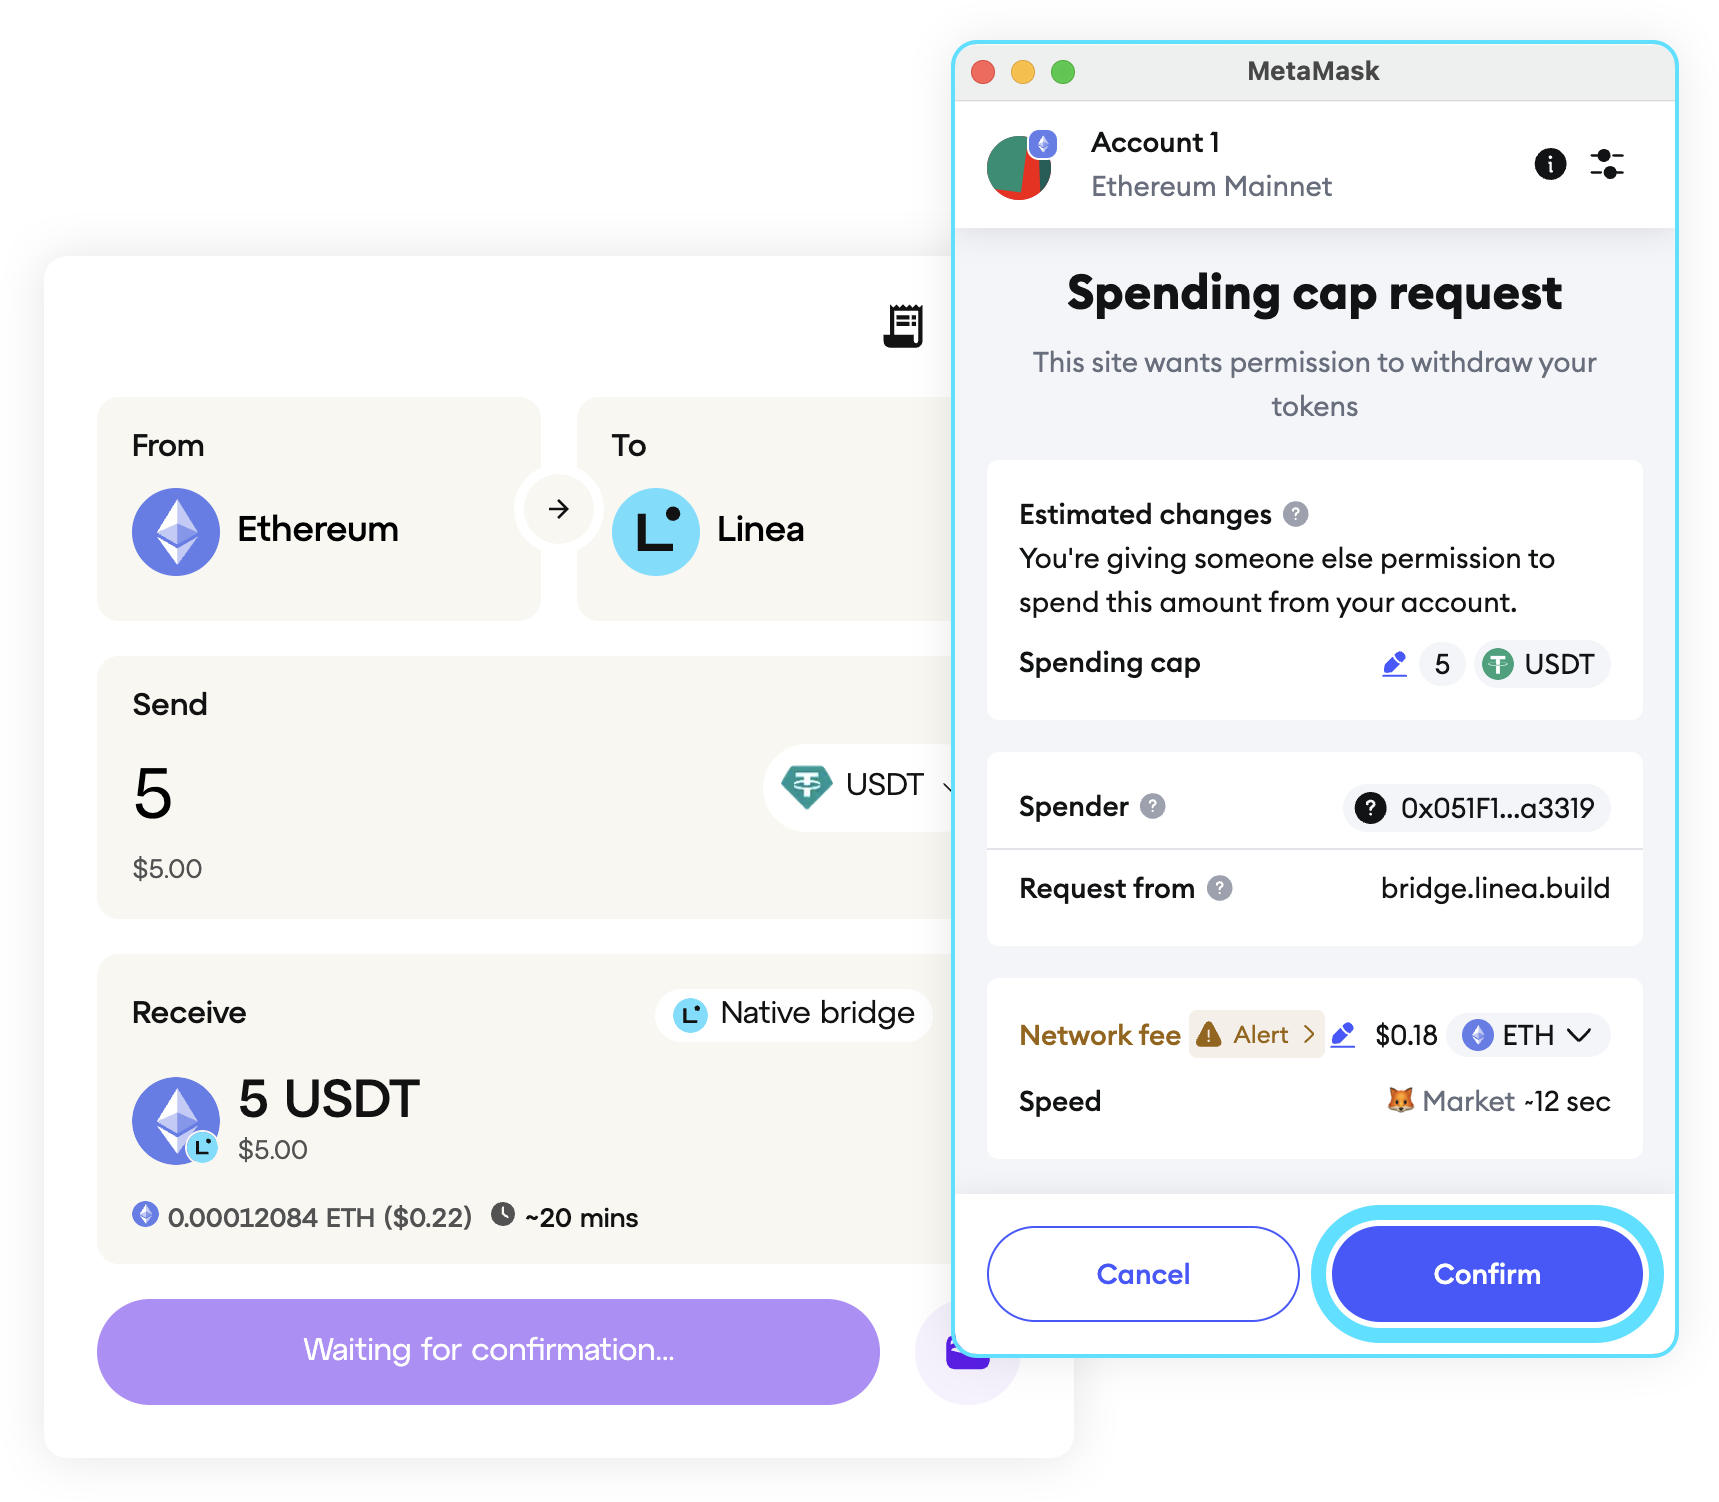 From
Ethereum
To
Linea
Send
5
USDT
$5.00
Receive
Native bridge
5 USDT
$5.00
0.00012084 ETH ($0.22) ~20 mins
Waiting for confirmation...
MetaMask
Account 1
Ethereum Mainnet
Spending cap request
This site wants permission to withdraw your
tokens
Estimated changes
You're giving someone else permission to
spend this amount from your account.
Spending cap 5 USDT
Spender 0x051F1...a3319
Request from bridge.linea.build
Network fee Alert $0.18 ETH
Speed Market ~12 sec
Cancel Confirm